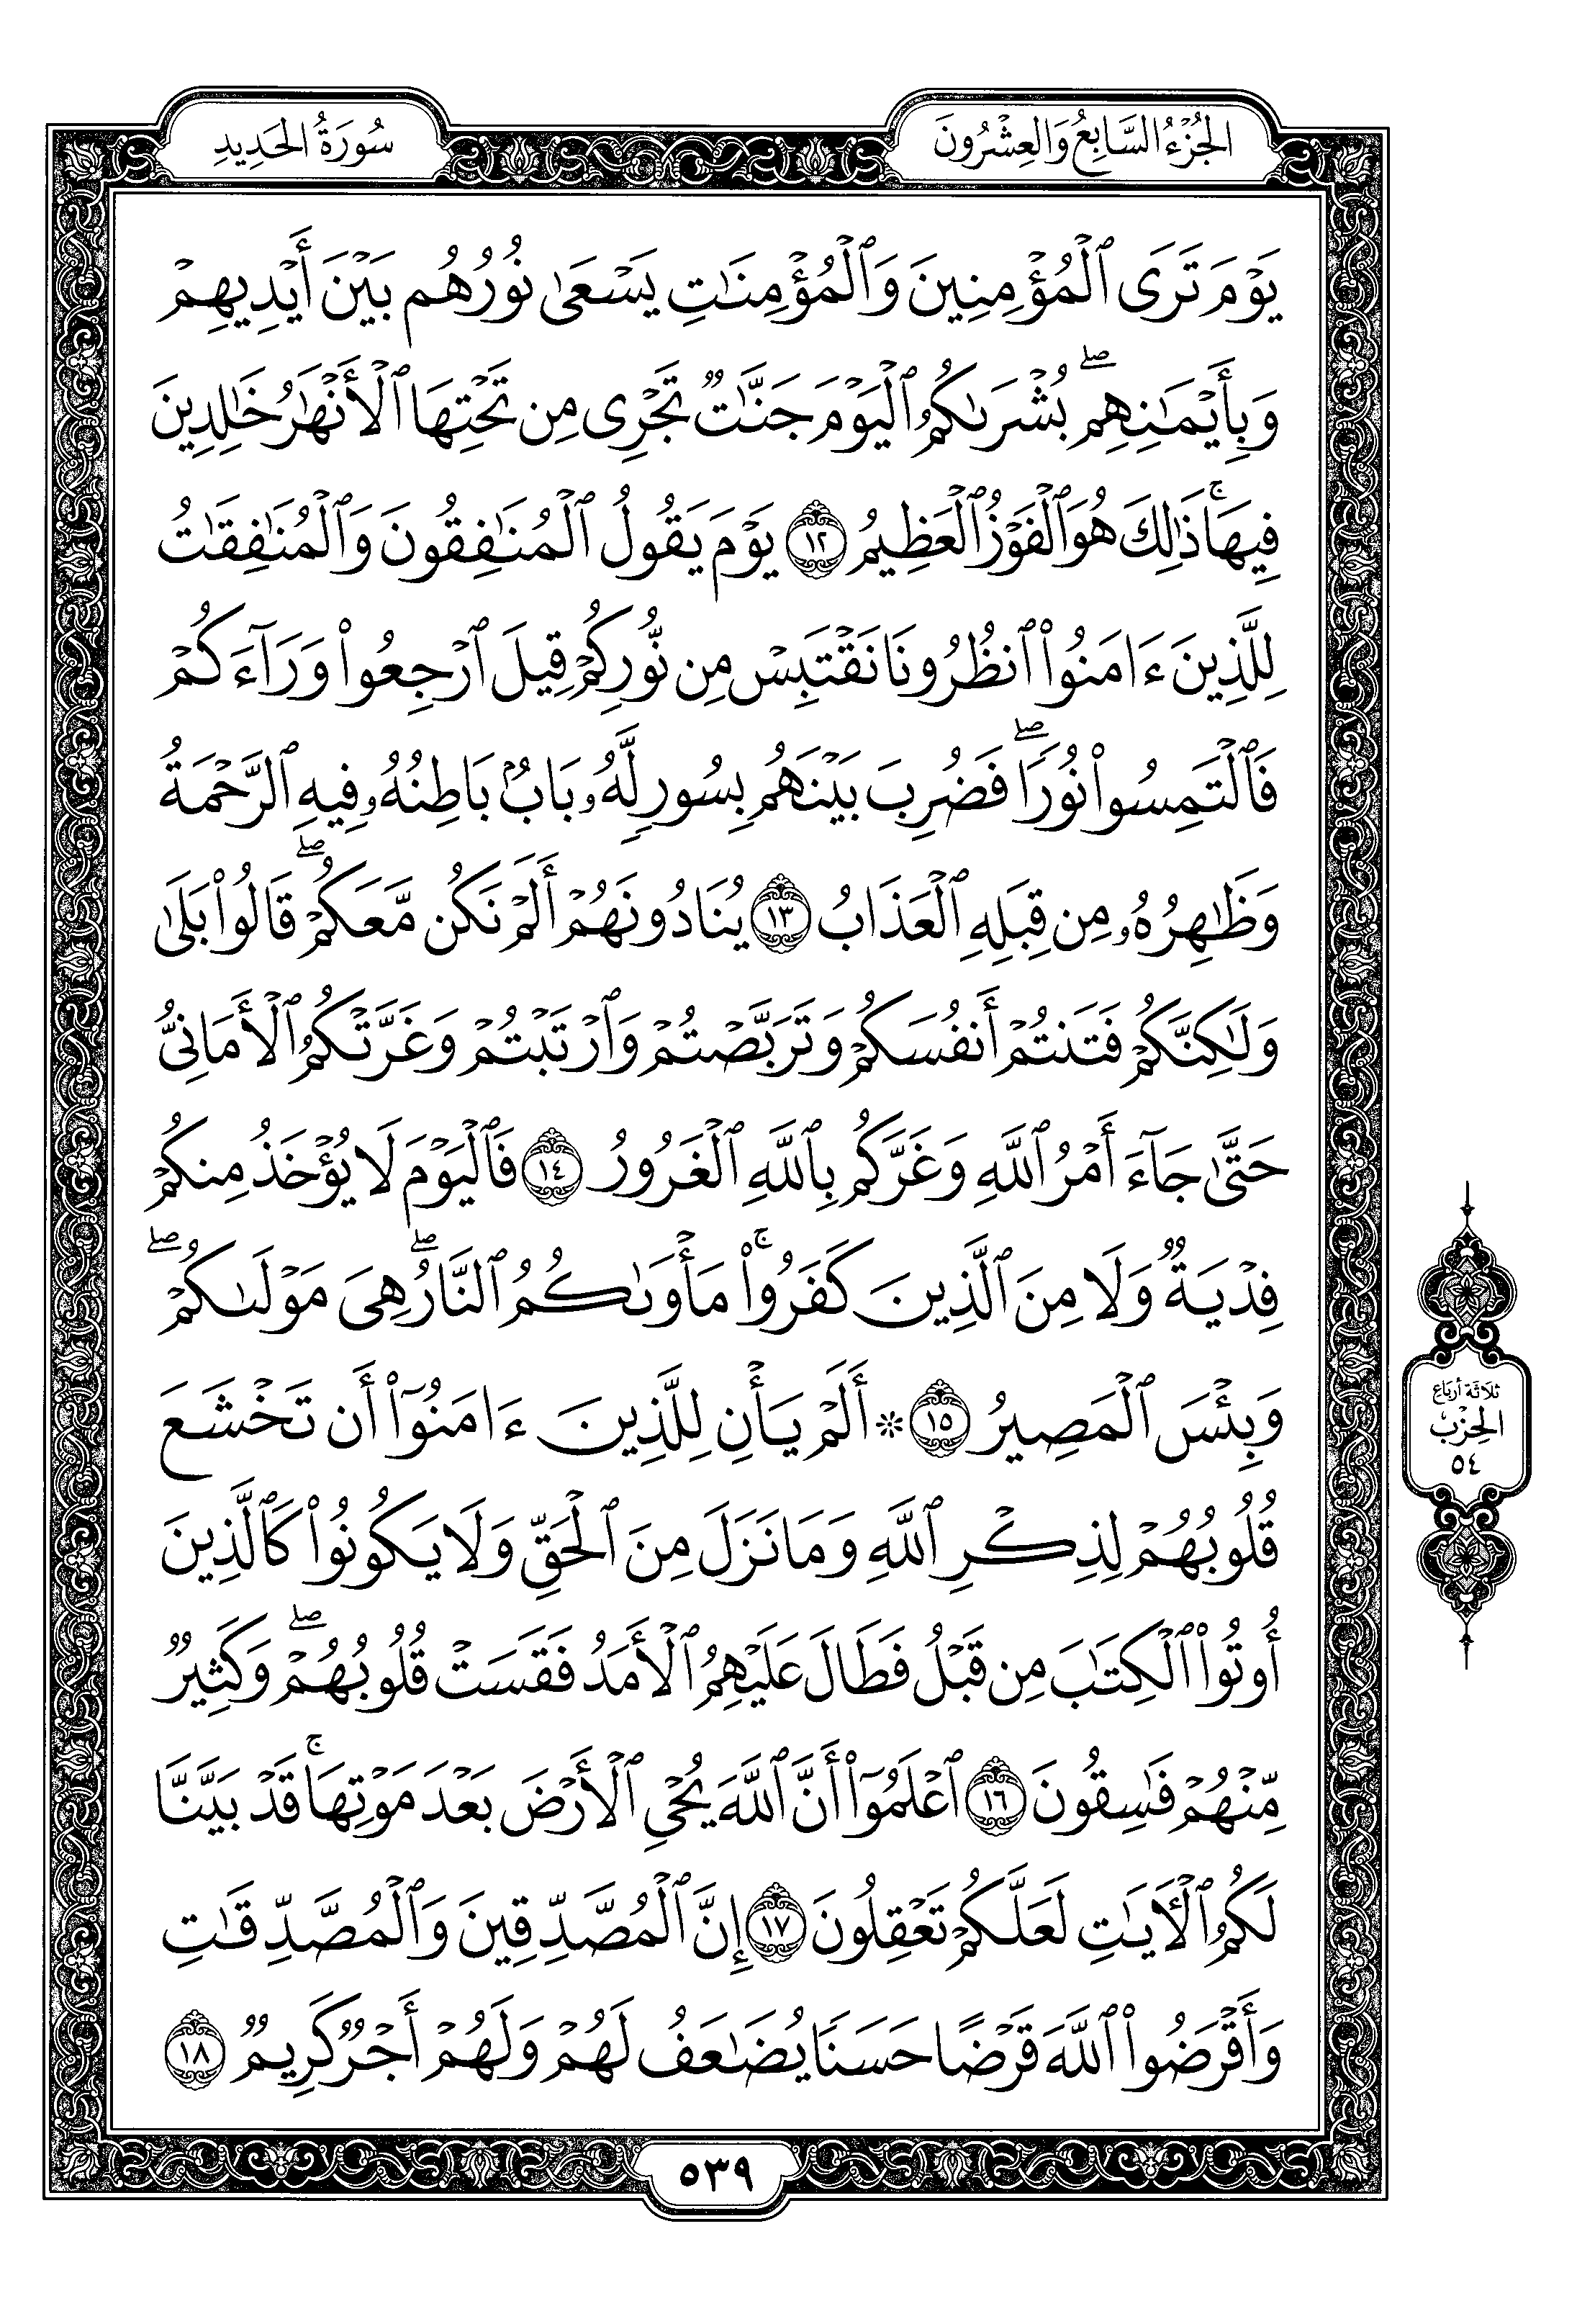 الجُزْءُ السَّابِعُ وَالعِشْرُونَ
سُورَةُ الحَدِيدِ
يَوْمَ تَرَى ٱلْمُؤْمِنِينَ وَٱلْمُؤْمِنَٰتِ يَسْعَىٰ نُورُهُم بَيْنَ أَيْدِيهِمْ
وَبِأَيْمَٰنِهِمۖ بُشْرَىٰكُمُ ٱلْيَوْمَ جَنَّٰتٌ تَجْرِى مِن تَحْتِهَا ٱلْأَنْهَٰرُ خَٰلِدِينَ
فِيهَاۚ ذَٰلِكَ هُوَ ٱلْفَوْزُ ٱلْعَظِيمُ ١٢ يَوْمَ يَقُولُ ٱلْمُنَٰفِقُونَ وَٱلْمُنَٰفِقَٰتُ
لِلَّذِينَ ءَامَنُوا۟ ٱنظُرُونَا نَقْتَبِسْ مِن نُّورِكُمْ قِيلَ ٱرْجِعُوا۟ وَرَآءَكُمْ
فَٱلْتَمِسُوا۟ نُورًاۖ فَضُرِبَ بَيْنَهُم بِسُورٍ لَّهُۥ بَابٌۢ بَاطِنُهُۥ فِيهِ ٱلرَّحْمَةُ
وَظَٰهِرُهُۥ مِن قِبَلِهِ ٱلْعَذَابُ ١٣ يُنَادُونَهُمْ أَلَمْ نَكُن مَّعَكُمْۖ قَالُوا۟ بَلَىٰ
وَلَٰكِنَّكُمْ فَتَنتُمْ أَنفُسَكُمْ وَتَرَبَّصْتُمْ وَٱرْتَبْتُمْ وَغَرَّتْكُمُ ٱلْأَمَانِىُّ
حَتَّىٰ جَآءَ أَمْرُ ٱللَّهِ وَغَرَّكُم بِٱللَّهِ ٱلْغَرُورُ ١٤ فَٱلْيَوْمَ لَا يُؤْخَذُ مِنكُمْ
فِدْيَةٌ وَلَا مِنَ ٱلَّذِينَ كَفَرُوا۟ۚ مَأْوَىٰكُمُ ٱلنَّارُۖ هِىَ مَوْلَىٰكُمْۖ
وَبِئْسَ ٱلْمَصِيرُ ١٥ ۞ أَلَمْ يَأْنِ لِلَّذِينَ ءَامَنُوٓا۟ أَن تَخْشَعَ
قُلُوبُهُمْ لِذِكْرِ ٱللَّهِ وَمَا نَزَلَ مِنَ ٱلْحَقِّ وَلَا يَكُونُوا۟ كَٱلَّذِينَ
أُوتُوا۟ ٱلْكِتَٰبَ مِن قَبْلُ فَطَالَ عَلَيْهِمُ ٱلْأَمَدُ فَقَسَتْ قُلُوبُهُمْۖ وَكَثِيرٌ
مِّنْهُمْ فَٰسِقُونَ ١٦ ٱعْلَمُوٓا۟ أَنَّ ٱللَّهَ يُحْىِ ٱلْأَرْضَ بَعْدَ مَوْتِهَاۚ قَدْ بَيَّنَّا
لَكُمُ ٱلْءَايَٰتِ لَعَلَّكُمْ تَعْقِلُونَ ١٧ إِنَّ ٱلْمُصَّدِّقِينَ وَٱلْمُصَّدِّقَٰتِ
وَأَقْرَضُوا۟ ٱللَّهَ قَرْضًا حَسَنًا يُضَٰعَفُ لَهُمْ وَلَهُمْ أَجْرٌ كَرِيمٌ ١٨
ثلاثة أرباع
الحِزْب
٥٤
٥٣٩